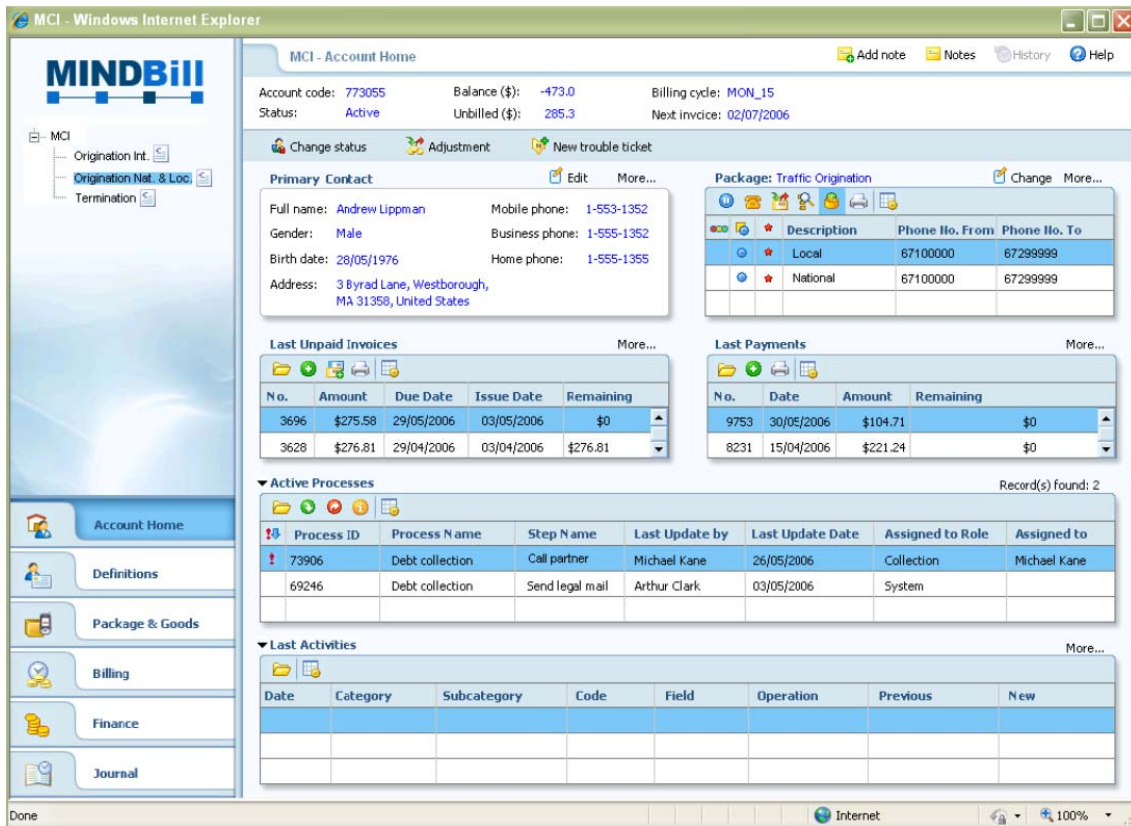 MCI - Windows Internet Explorer
MINDBill
MCI
Origination Int.
Origination Nat. & Loc.
Termination
Account Home
Definitions
Package & Goods
Billing
Finance
Journal
MCI - Account Home Add note Notes History Help
Account code: 773055 Balance ($): -473.0 Billing cycle: MON_15
Status: Active Unbilled ($): 285.3 Next invcice: 02/07/2006
Change status Adjustment New trouble ticket
Primary Contact Edit More...
Full name: Andrew Lippman Mobile phone: 1-553-1352
Gender: Male Business phone: 1-555-1352
Birth date: 28/05/1976 Home phone: 1-555-1355
Address: 3 Byrad Lane, Westborough,
MA 31358, United States
Package: Traffic Origination Change More...
Description Phone No. From Phone No. To
Local 67100000 67299999
National 67100000 67299999
Last Unpaid Invoices More...
No. Amount Due Date Issue Date Remaining
3696 $275.58 29/05/2006 03/05/2006 $0
3628 $276.81 29/04/2006 03/04/2006 $276.81
Last Payments More...
No. Date Amount Remaining
9753 30/05/2006 $104.71 $0
8231 15/04/2006 $221.24 $0
Active Processes Record(s) found: 2
Process ID Process Name Step Name Last Update by Last Update Date Assigned to Role Assigned to
73906 Debt collection Call partner Michael Kane 26/05/2006 Collection Michael Kane
69246 Debt collection Send legal mail Arthur Clark 03/05/2006 System
Last Activities More...
Date Category Subcategory Code Field Operation Previous New
Done Internet 100%